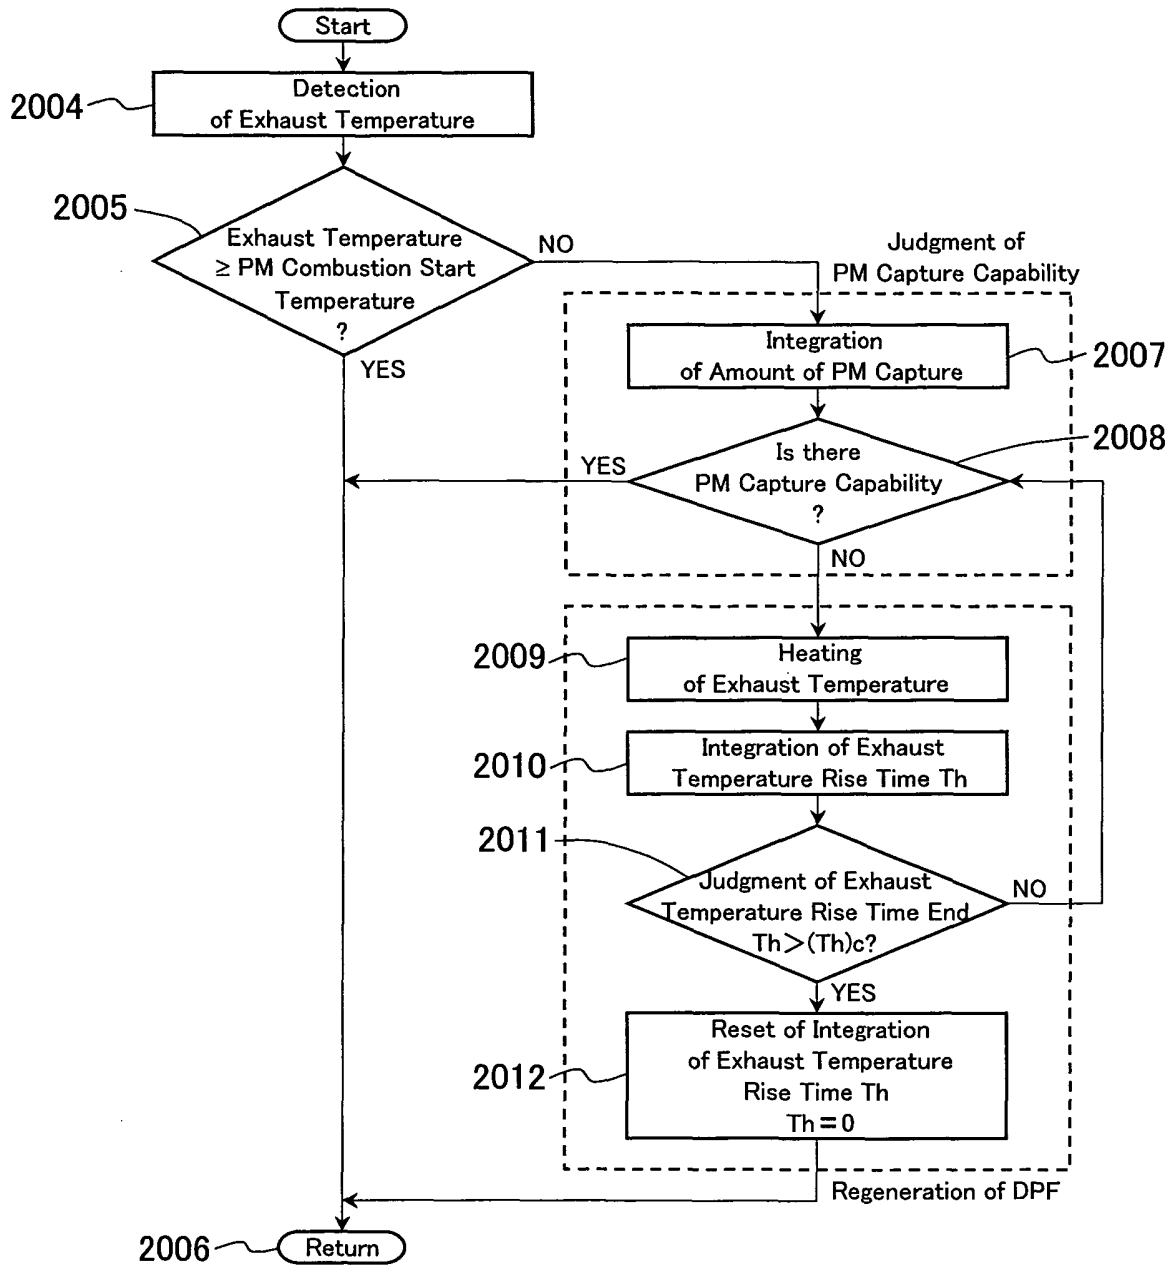 Start
2004
Detection
of Exhaust Temperature
2005
Exhaust Temperature
≥ PM Combustion Start
Temperature
?
NO
YES
Judgment of
PM Capture Capability
Integration
of Amount of PM Capture
2007
2008
Is there
PM Capture Capability
?
YES
NO
2009
Heating
of Exhaust Temperature
2010
Integration of Exhaust
Temperature Rise Time Th
2011
Judgment of Exhaust
Temperature Rise Time End
Th＞(Th)c?
NO
YES
2012
Reset of Integration
of Exhaust Temperature
Rise Time Th
Th＝0
Regeneration of DPF
2006
Return